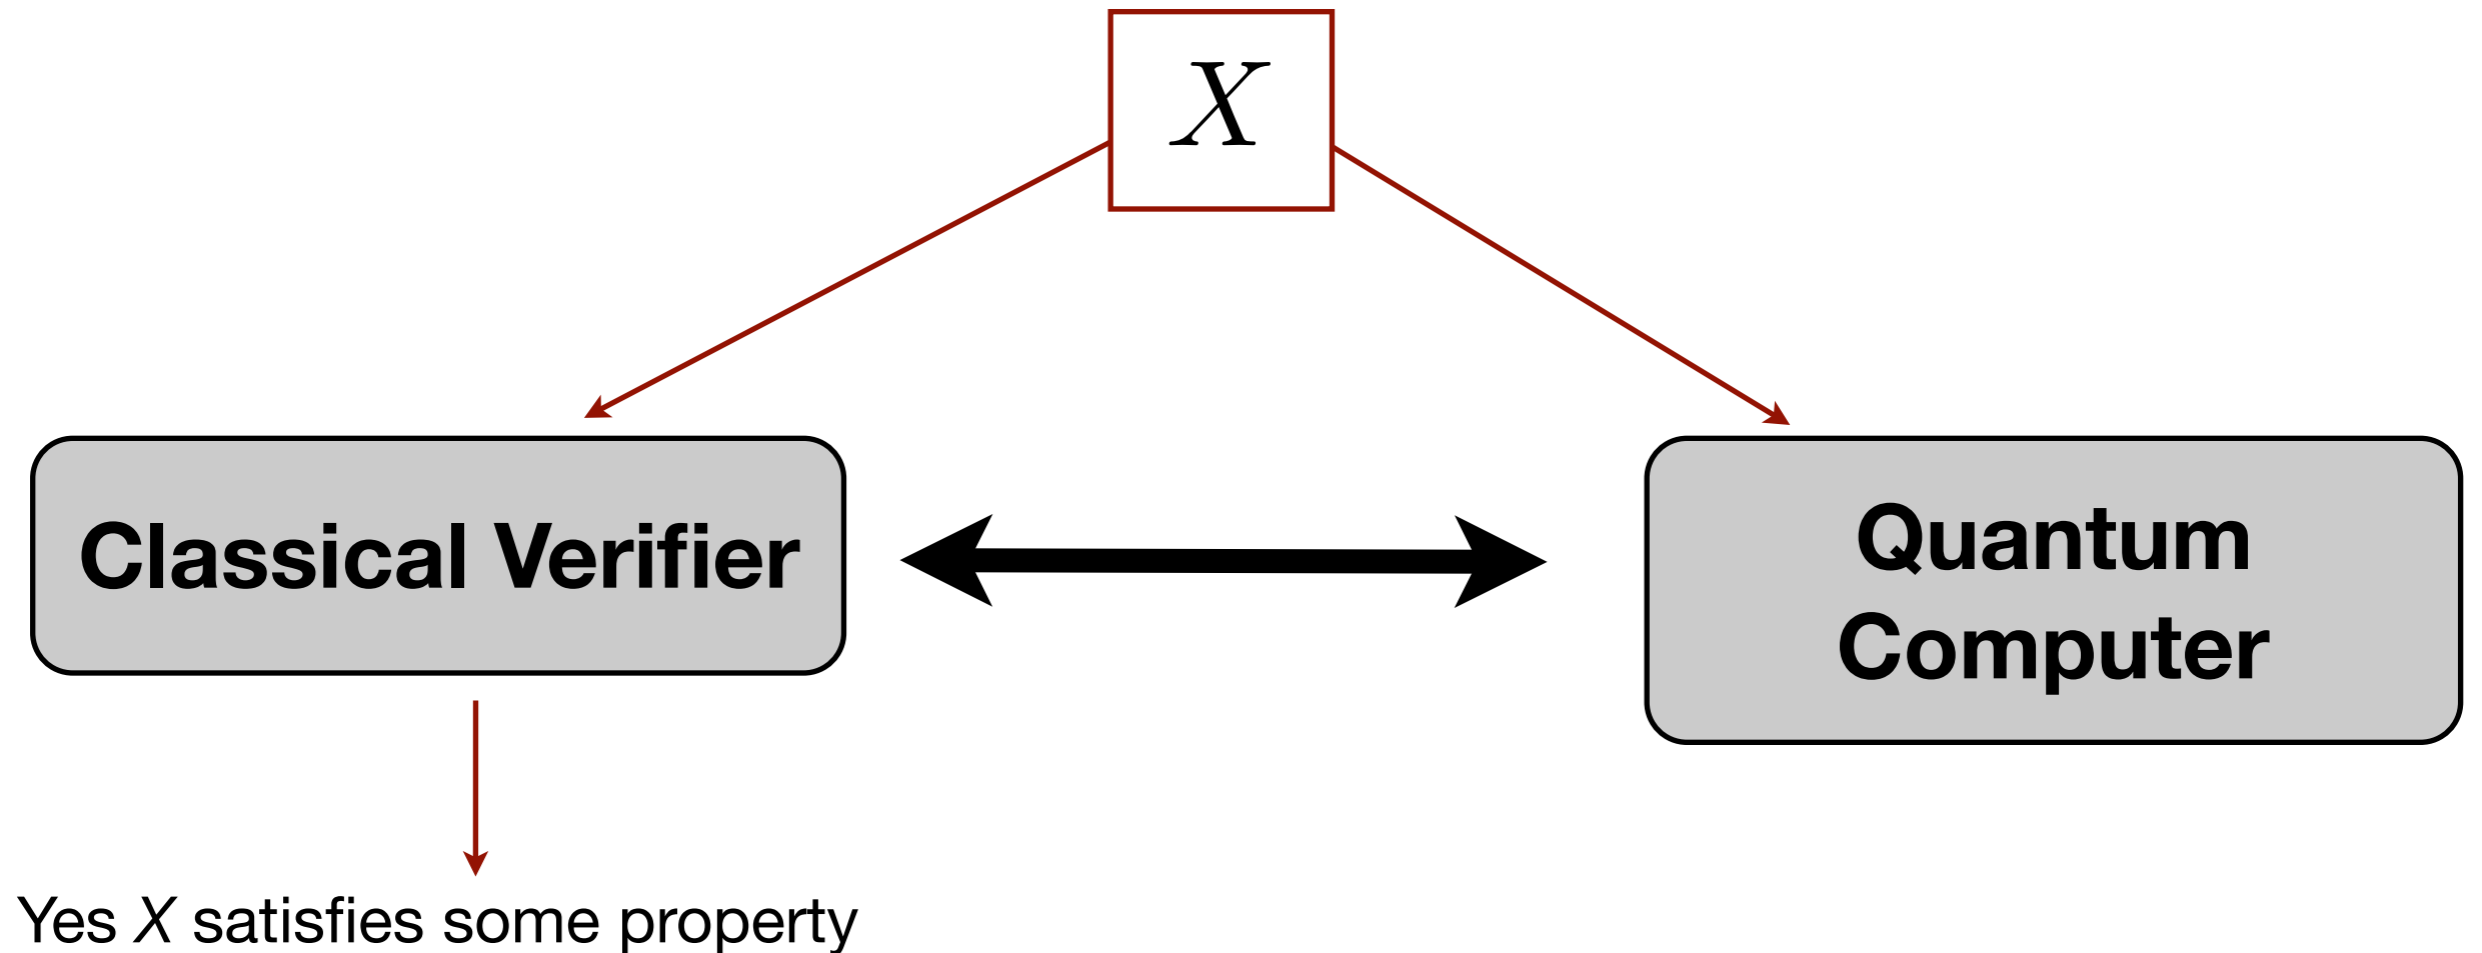 X
Classical Verifier
Quantum
Computer
Yes X satisfies some property